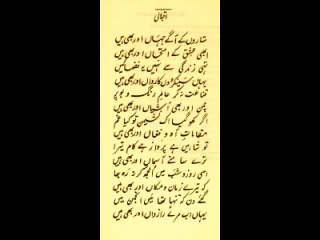 اقبال
ستاروں کے آگے جہاں اور بھی ہیں
ابھی عشق کے امتحاں اور بھی ہیں
تہی زندگی سے نہیں یہ فضائیں
یہاں سینکڑوں کارواں اور بھی ہیں
قناعت نہ کر عالم رنگ و بو پر
چمن اور بھی آشیاں اور بھی ہیں
اگر کھو گیا اک نشیمن تو کیا غم
مقامات آہ و فغاں اور بھی ہیں
تو شاہیں ہے پرواز ہے کام تیرا
ترے سامنے آسماں اور بھی ہیں
اسی روز و شب میں الجھ کر نہ رہ جا
کہ تیرے زمان و مکاں اور بھی ہیں
گئے دن کہ تنہا تھا میں انجمن میں
یہاں اب مرے رازداں اور بھی ہیں